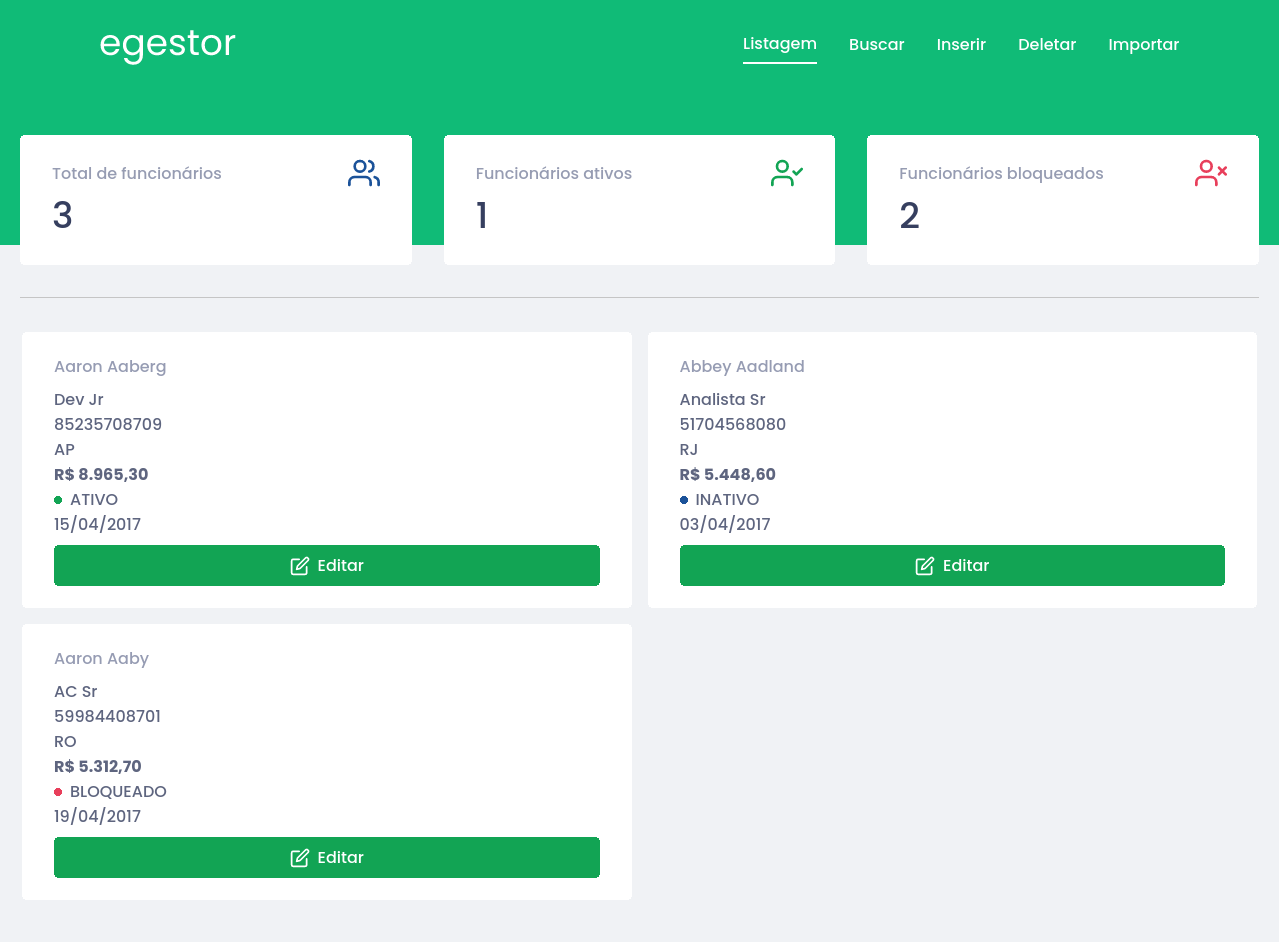 egestor
Listagem Buscar Inserir Deletar Importar
Total de funcionários
3
Funcionários ativos
1
Funcionários bloqueados
2
Aaron Aaberg
Dev Jr
85235708709
AP
R$ 8.965,30
ATIVO
15/04/2017
Editar
Abbey Aadland
Analista Sr
51704568080
RJ
R$ 5.448,60
INATIVO
03/04/2017
Editar
Aaron Aaby
AC Sr
59984408701
RO
R$ 5.312,70
BLOQUEADO
19/04/2017
Editar